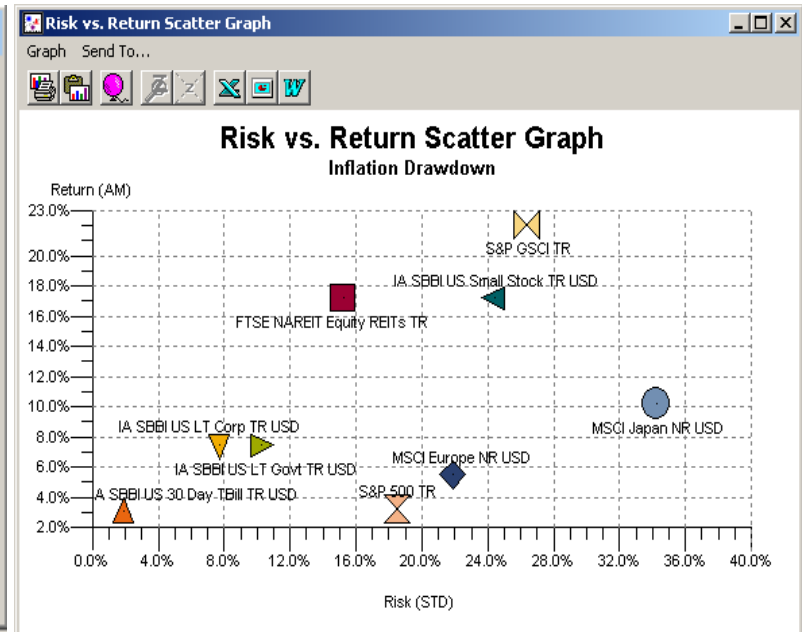 Risk vs. Return Scatter Graph
Graph Send To...
Risk vs. Return Scatter Graph
Inflation Drawdown
Return (AM)
23.0%
20.0%
18.0%
16.0%
14.0%
12.0%
10.0%
8.0%
6.0%
4.0%
2.0%
S&P GSCI TR
IA SBBI US Small Stock TR USD
FTSE NAREIT Equity REITs TR
MSCI Japan NR USD
IA SBBI US LT Corp TR USD
IA SBBI US LT Govt TR USD
MSCI Europe NR USD
A SBBI US 30 Day TBill TR USD
S&P 500 TR
0.0% 4.0% 8.0% 12.0% 16.0% 20.0% 24.0% 28.0% 32.0% 36.0% 40.0%
Risk (STD)